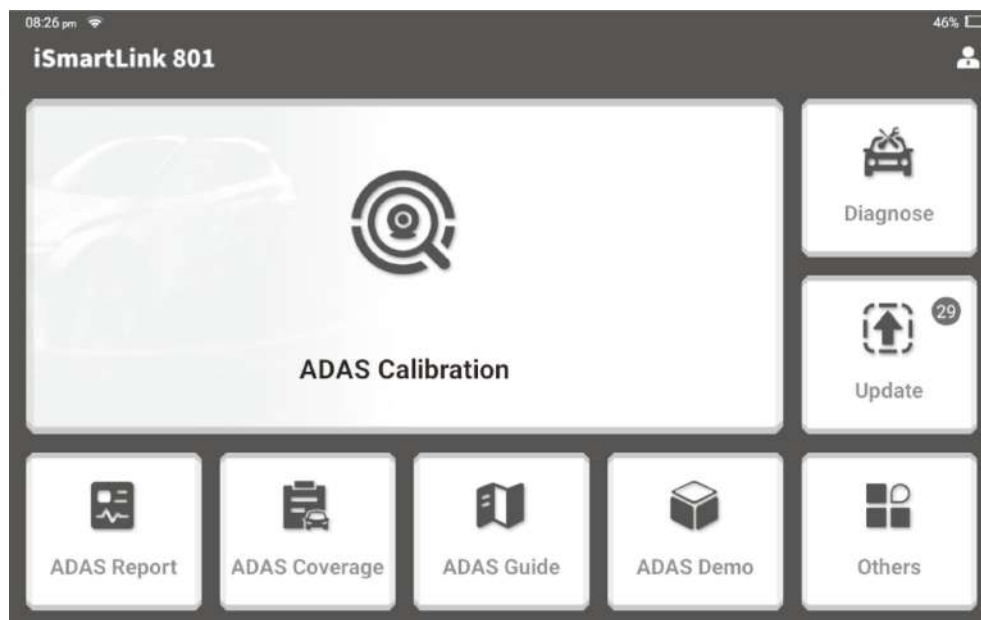 08:26 pm
46%
iSmartLink 801
ADAS Calibration
Diagnose
29
Update
ADAS Report
ADAS Coverage
ADAS Guide
ADAS Demo
Others